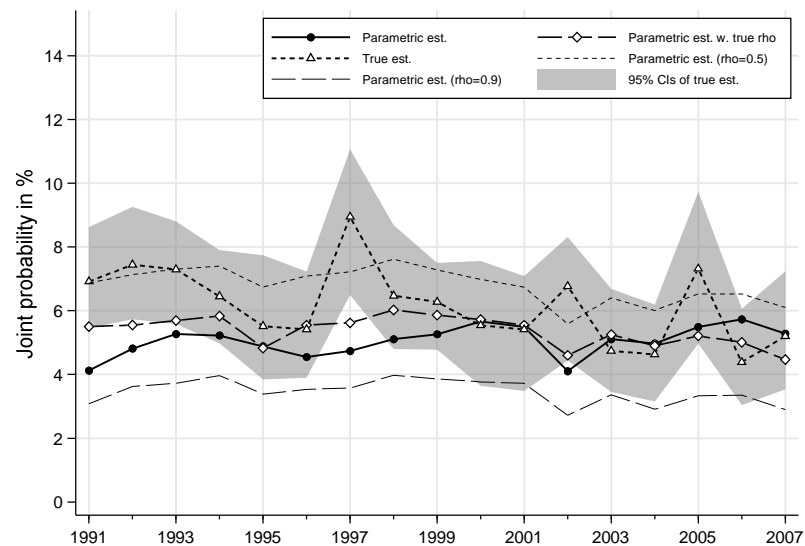 Parametric est.
Parametric est. w. true rho
True est.
Parametric est. (rho=0.5)
Parametric est. (rho=0.9)
95% CIs of true est.
Joint probability in %
14
12
10
8
6
4
2
0
1991
1993
1995
1997
1999
2001
2003
2005
2007